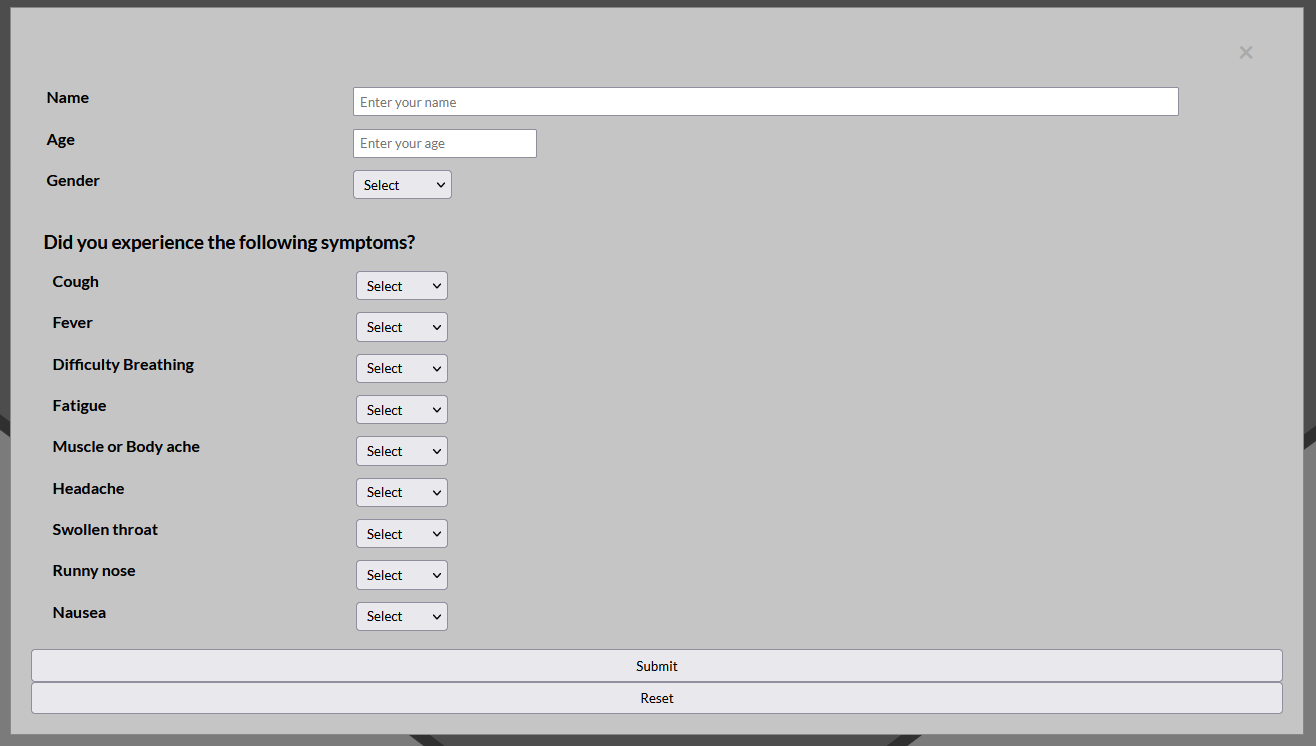 ×
Name Enter your name
Age Enter your age
Gender Select
Did you experience the following symptoms?
Cough Select
Fever Select
Difficulty Breathing Select
Fatigue Select
Muscle or Body ache Select
Headache Select
Swollen throat Select
Runny nose Select
Nausea Select
Submit
Reset